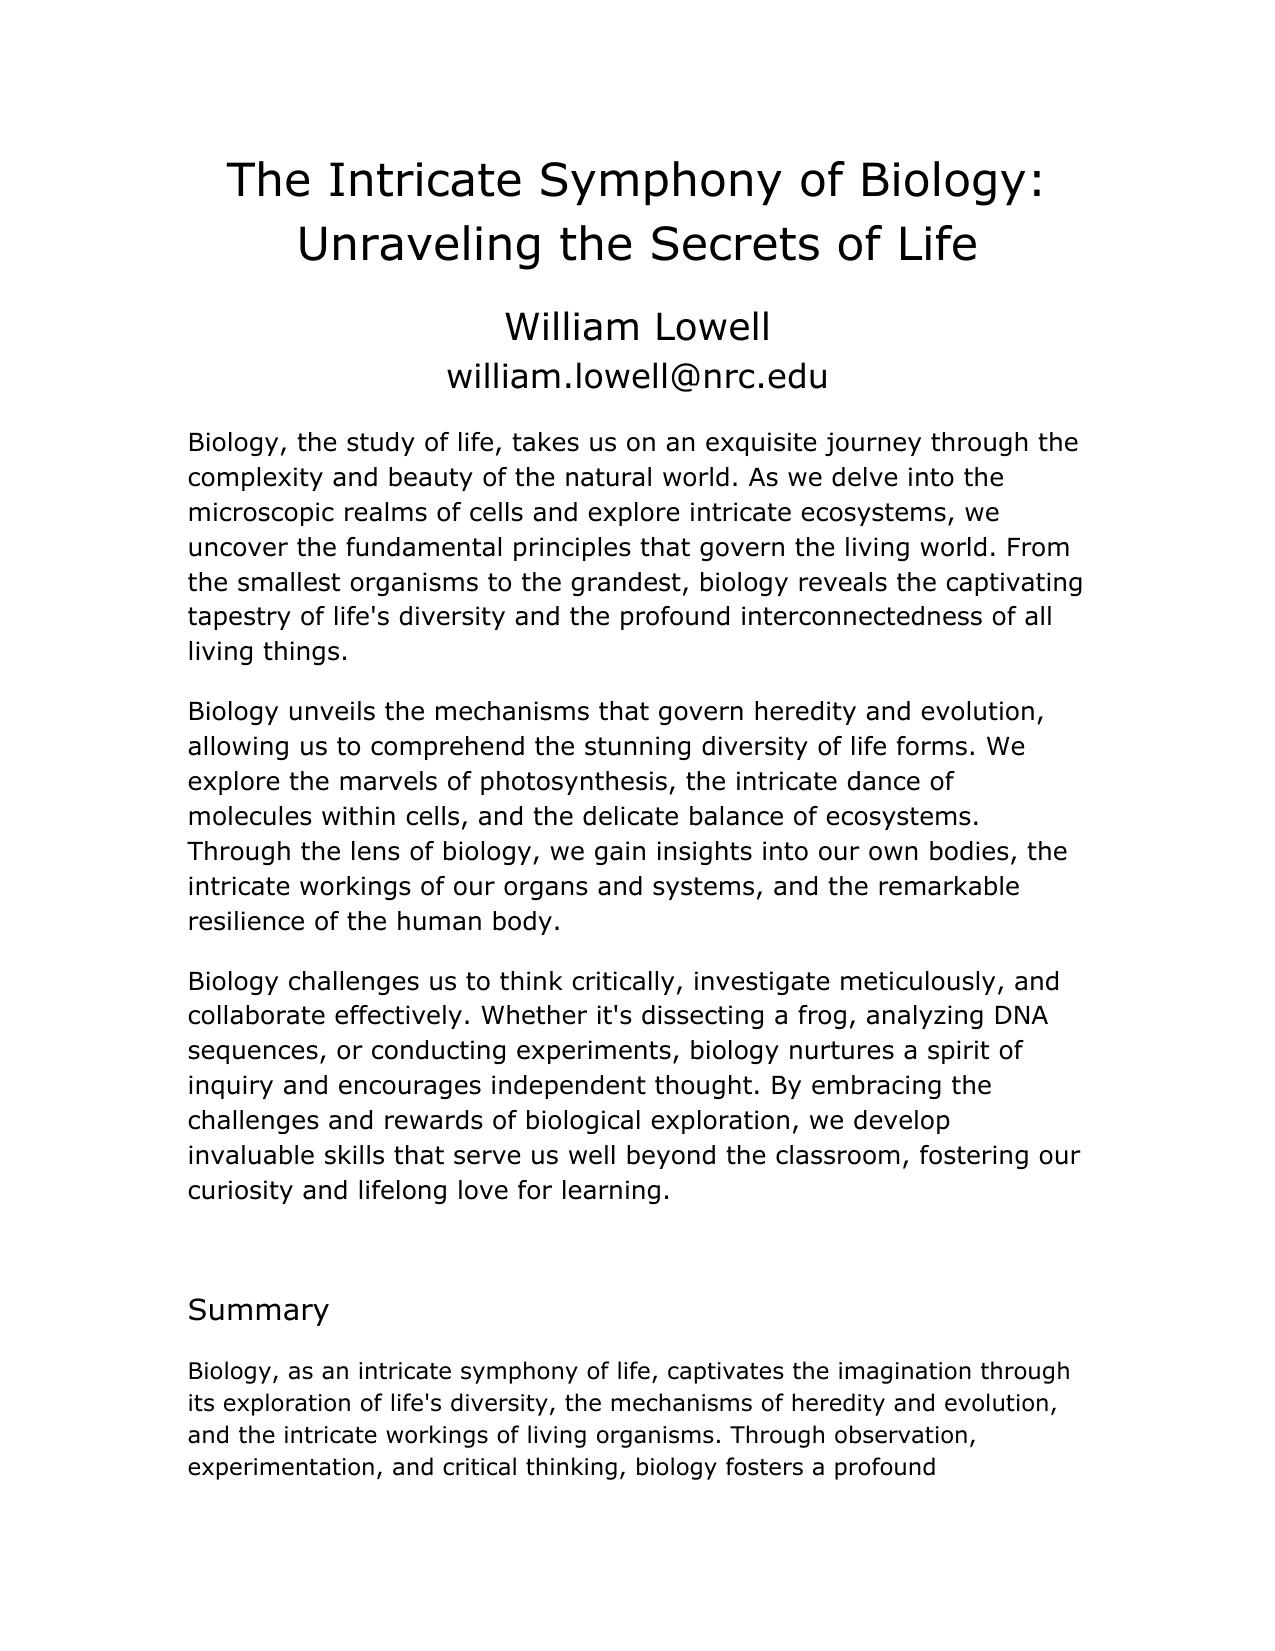 The Intricate Symphony of Biology:
Unraveling the Secrets of Life
William Lowell
william.lowell@nrc.edu
Biology, the study of life, takes us on an exquisite journey through the
complexity and beauty of the natural world. As we delve into the
microscopic realms of cells and explore intricate ecosystems, we
uncover the fundamental principles that govern the living world. From
the smallest organisms to the grandest, biology reveals the captivating
tapestry of life's diversity and the profound interconnectedness of all
living things.
Biology unveils the mechanisms that govern heredity and evolution,
allowing us to comprehend the stunning diversity of life forms. We
explore the marvels of photosynthesis, the intricate dance of
molecules within cells, and the delicate balance of ecosystems.
Through the lens of biology, we gain insights into our own bodies, the
intricate workings of our organs and systems, and the remarkable
resilience of the human body.
Biology challenges us to think critically, investigate meticulously, and
collaborate effectively. Whether it's dissecting a frog, analyzing DNA
sequences, or conducting experiments, biology nurtures a spirit of
inquiry and encourages independent thought. By embracing the
challenges and rewards of biological exploration, we develop
invaluable skills that serve us well beyond the classroom, fostering our
curiosity and lifelong love for learning.
Summary
Biology, as an intricate symphony of life, captivates the imagination through
its exploration of life's diversity, the mechanisms of heredity and evolution,
and the intricate workings of living organisms. Through observation,
experimentation, and critical thinking, biology fosters a profound